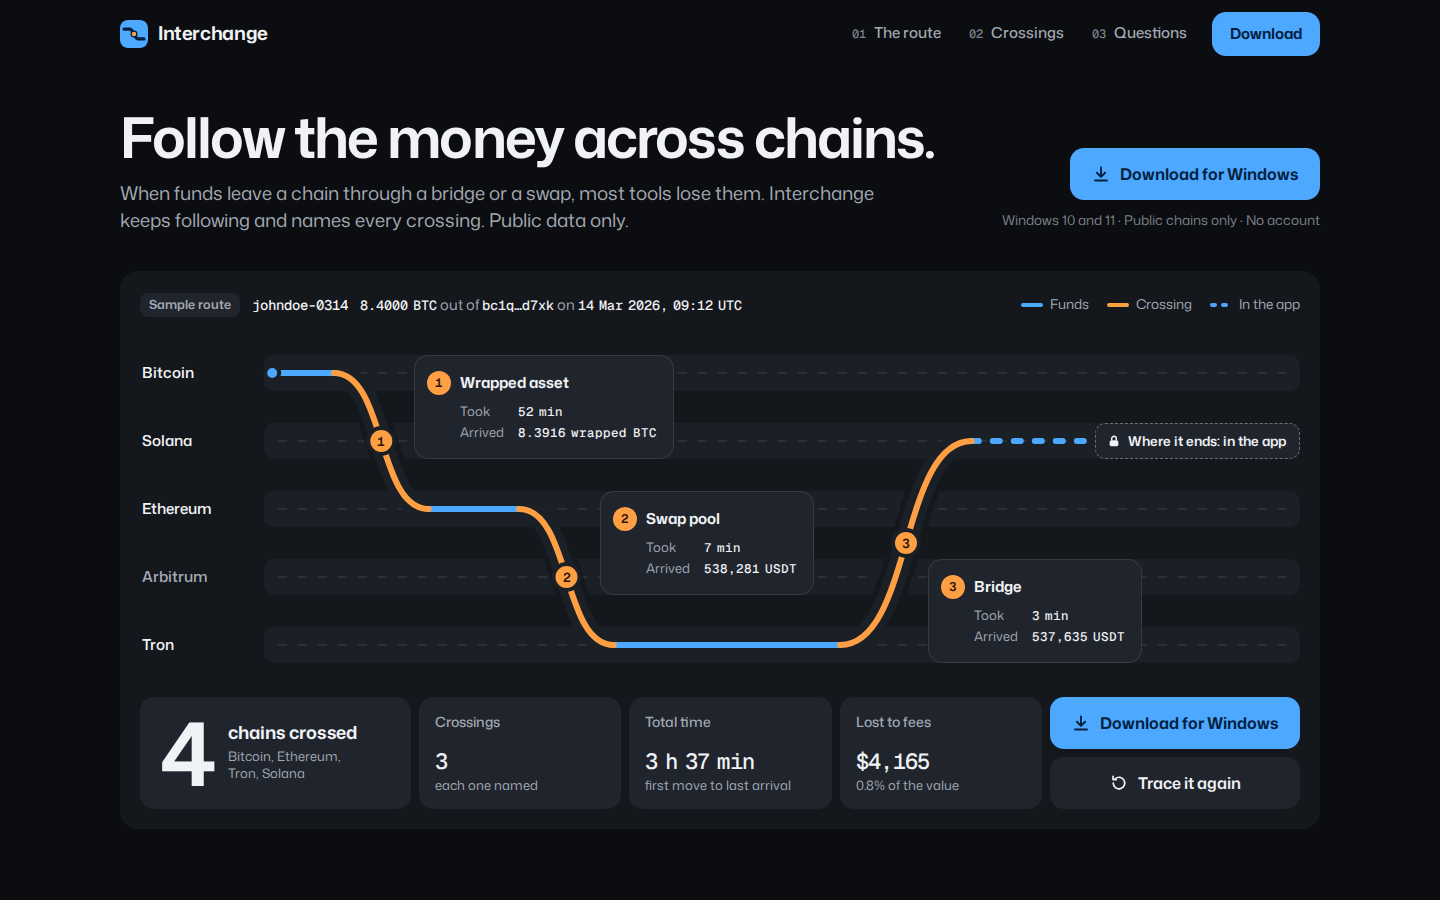 Interchange
01 The route 02 Crossings 03 Questions Download
Follow the money across chains.
When funds leave a chain through a bridge or a swap, most tools lose them. Interchange
keeps following and names every crossing. Public data only.
Download for Windows
Windows 10 and 11 · Public chains only · No account
Sample route johndoe-0314 8.4000 BTC out of bc1q…d7xk on 14 Mar 2026, 09:12 UTC
Funds Crossing In the app
Bitcoin
Solana
Ethereum
Arbitrum
Tron
1
1 Wrapped asset
Took 52 min
Arrived 8.3916 wrapped BTC
2
2 Swap pool
Took 7 min
Arrived 538,281 USDT
3
3 Bridge
Took 3 min
Arrived 537,635 USDT
Where it ends: in the app
4 chains crossed
Bitcoin, Ethereum,
Tron, Solana
Crossings
3
each one named
Total time
3 h 37 min
first move to last arrival
Lost to fees
$4,165
0.8% of the value
Download for Windows
Trace it again